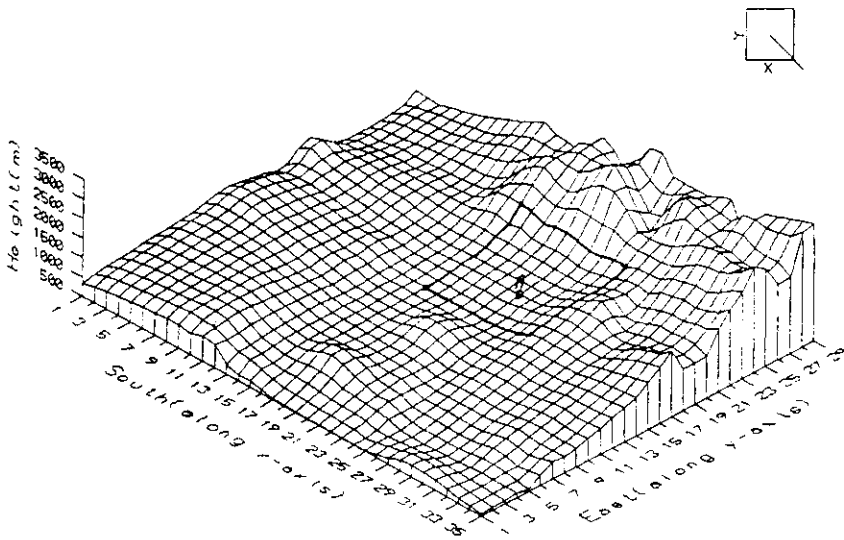 Y
X
Height(m)
3500
3000
2500
2000
1500
1000
500
1 3 5 7 9 11 13 15 17 19 21 23 25 27 29 31 33 35
South(along x-axis)
1 3 5 7 9 11 13 15 17 19 21 23 25 27 29
East(along y-axis)